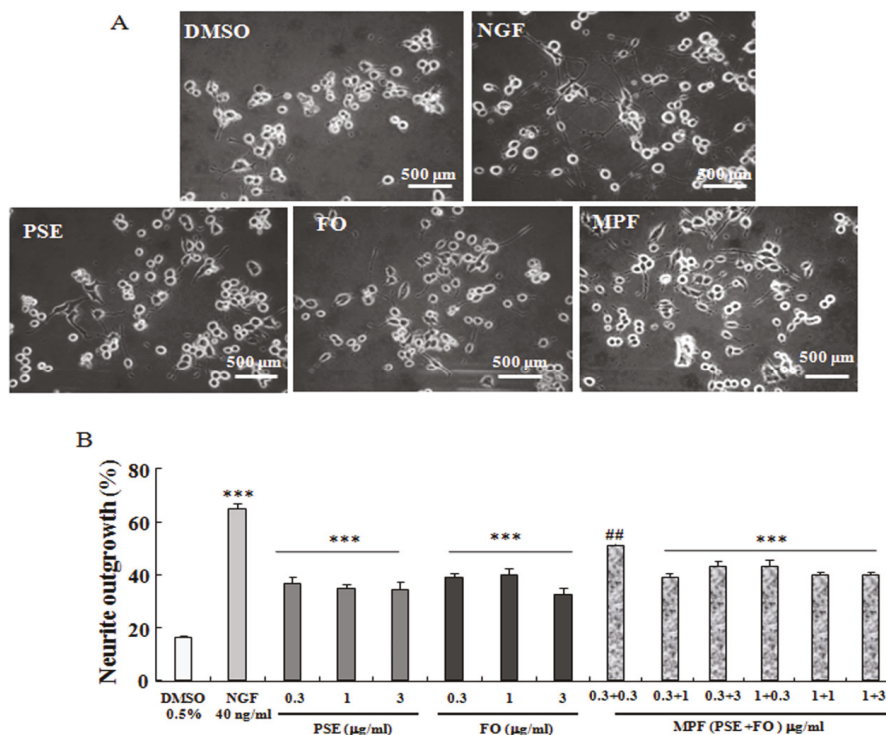 A
DMSO
500 µm
NGF
500 µm
PSE
500 µm
FO
500 µm
MPF
500 µm
B
Neurite outgrowth (%)
80
60
40
20
0
***
***
***
##
***
DMSO
0.5%
NGF
40 ng/ml
0.3 1 3
PSE (µg/ml)
0.3 1 3
FO (µg/ml)
0.3+0.3 0.3+1 0.3+3 1+0.3 1+1 1+3
MPF (PSE+FO) µg/ml